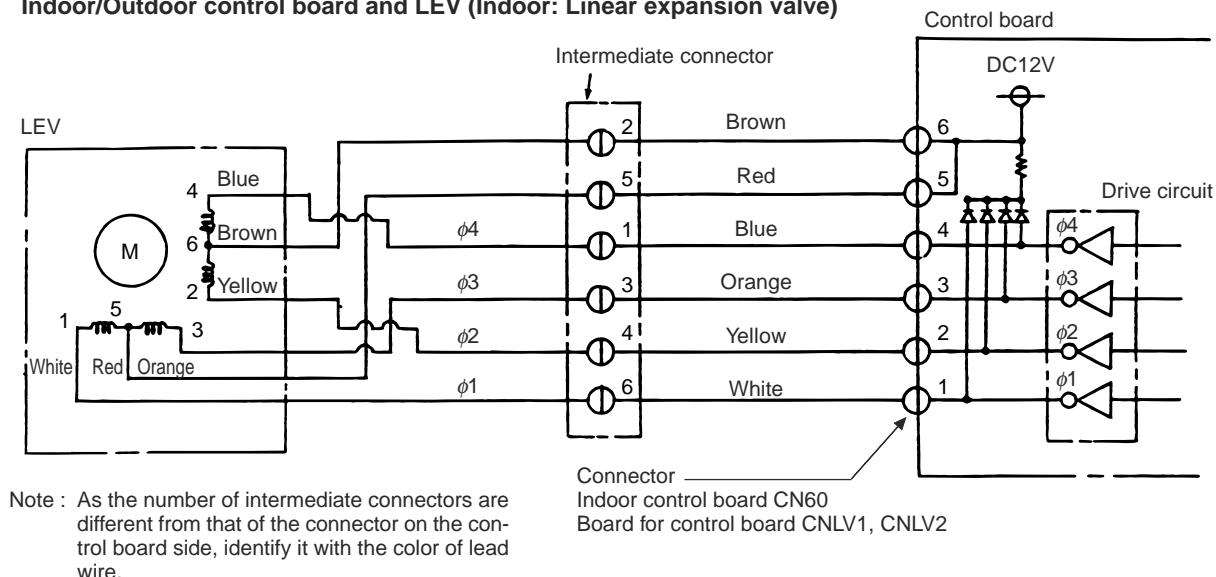 Indoor/Outdoor control board and LEV (Indoor: Linear expansion valve)
Control board
Intermediate connector
DC12V
LEV
2
Brown
6
5
Red
5
Drive circuit
4
Blue
ϕ4
1
Blue
4
ϕ4
6
Brown
M
ϕ3
3
Orange
3
ϕ3
2
Yellow
1
5
3
ϕ2
4
Yellow
2
ϕ2
White
Red
Orange
ϕ1
6
White
1
ϕ1
Connector
Indoor control board CN60
Board for control board CNLV1, CNLV2
Note : As the number of intermediate connectors are
different from that of the connector on the con-
trol board side, identify it with the color of lead
wire.